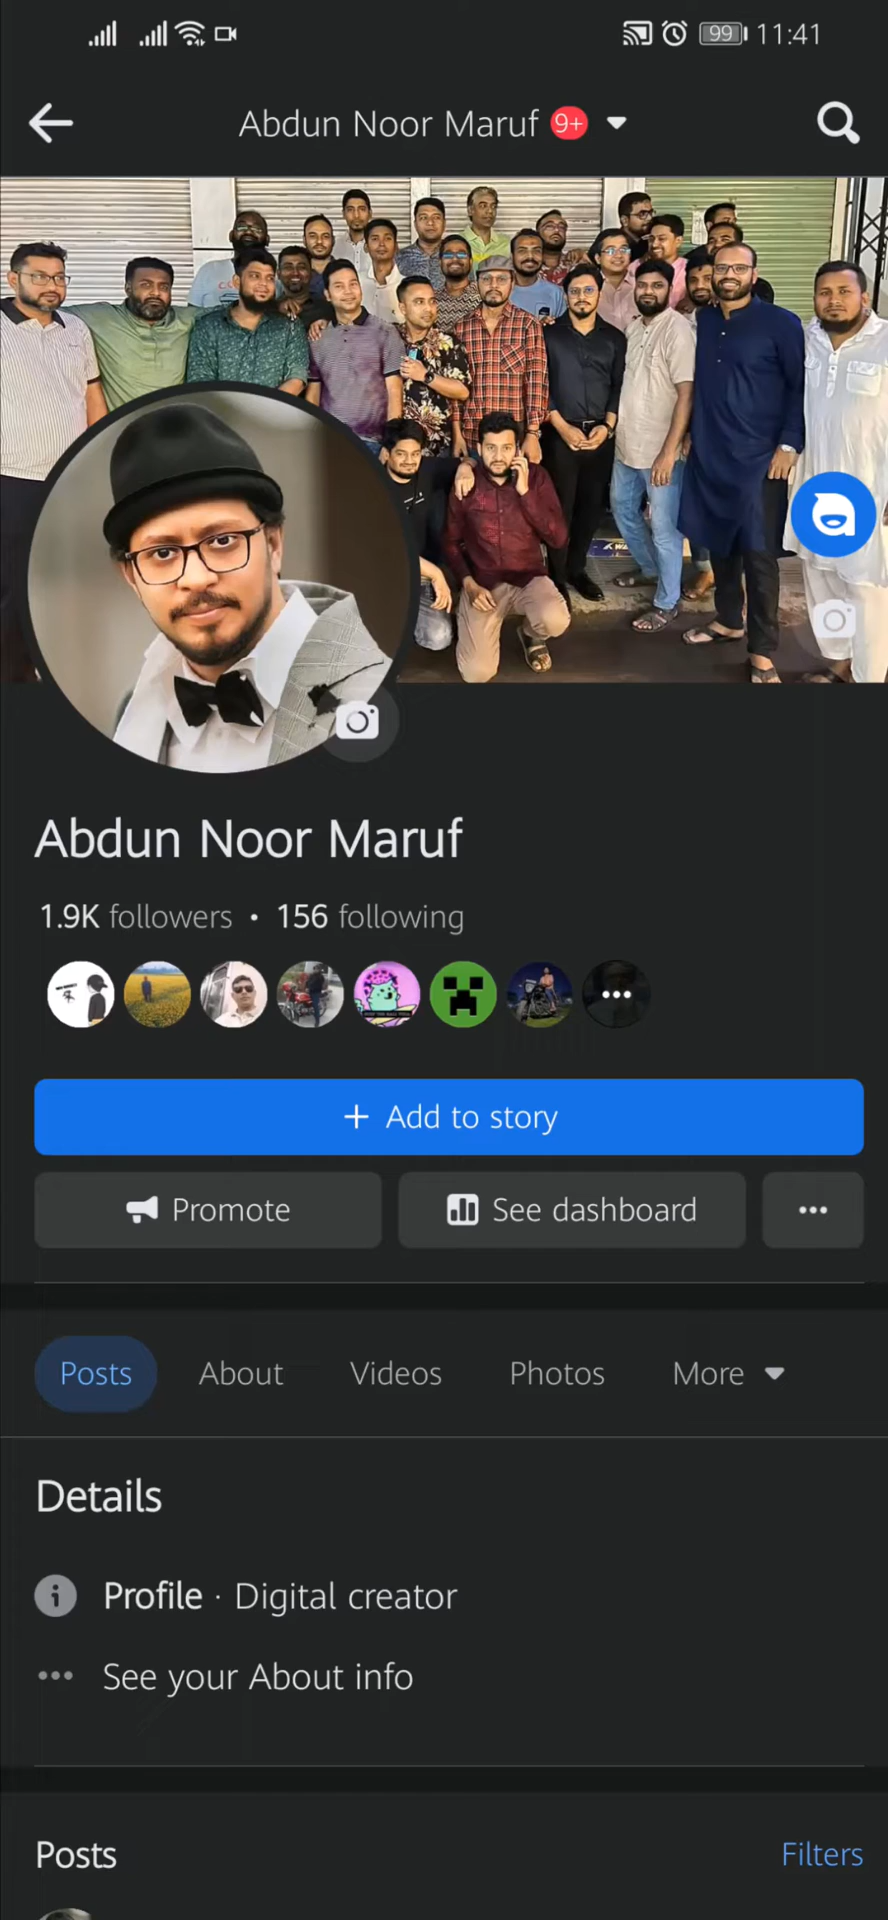 99 11:41
Abdun Noor Maruf 9+
Abdun Noor Maruf
1.9K followers • 156 following
+ Add to story
Promote
See dashboard
Posts
About
Videos
Photos
More
Details
Profile · Digital creator
See your About info
Posts
Filters